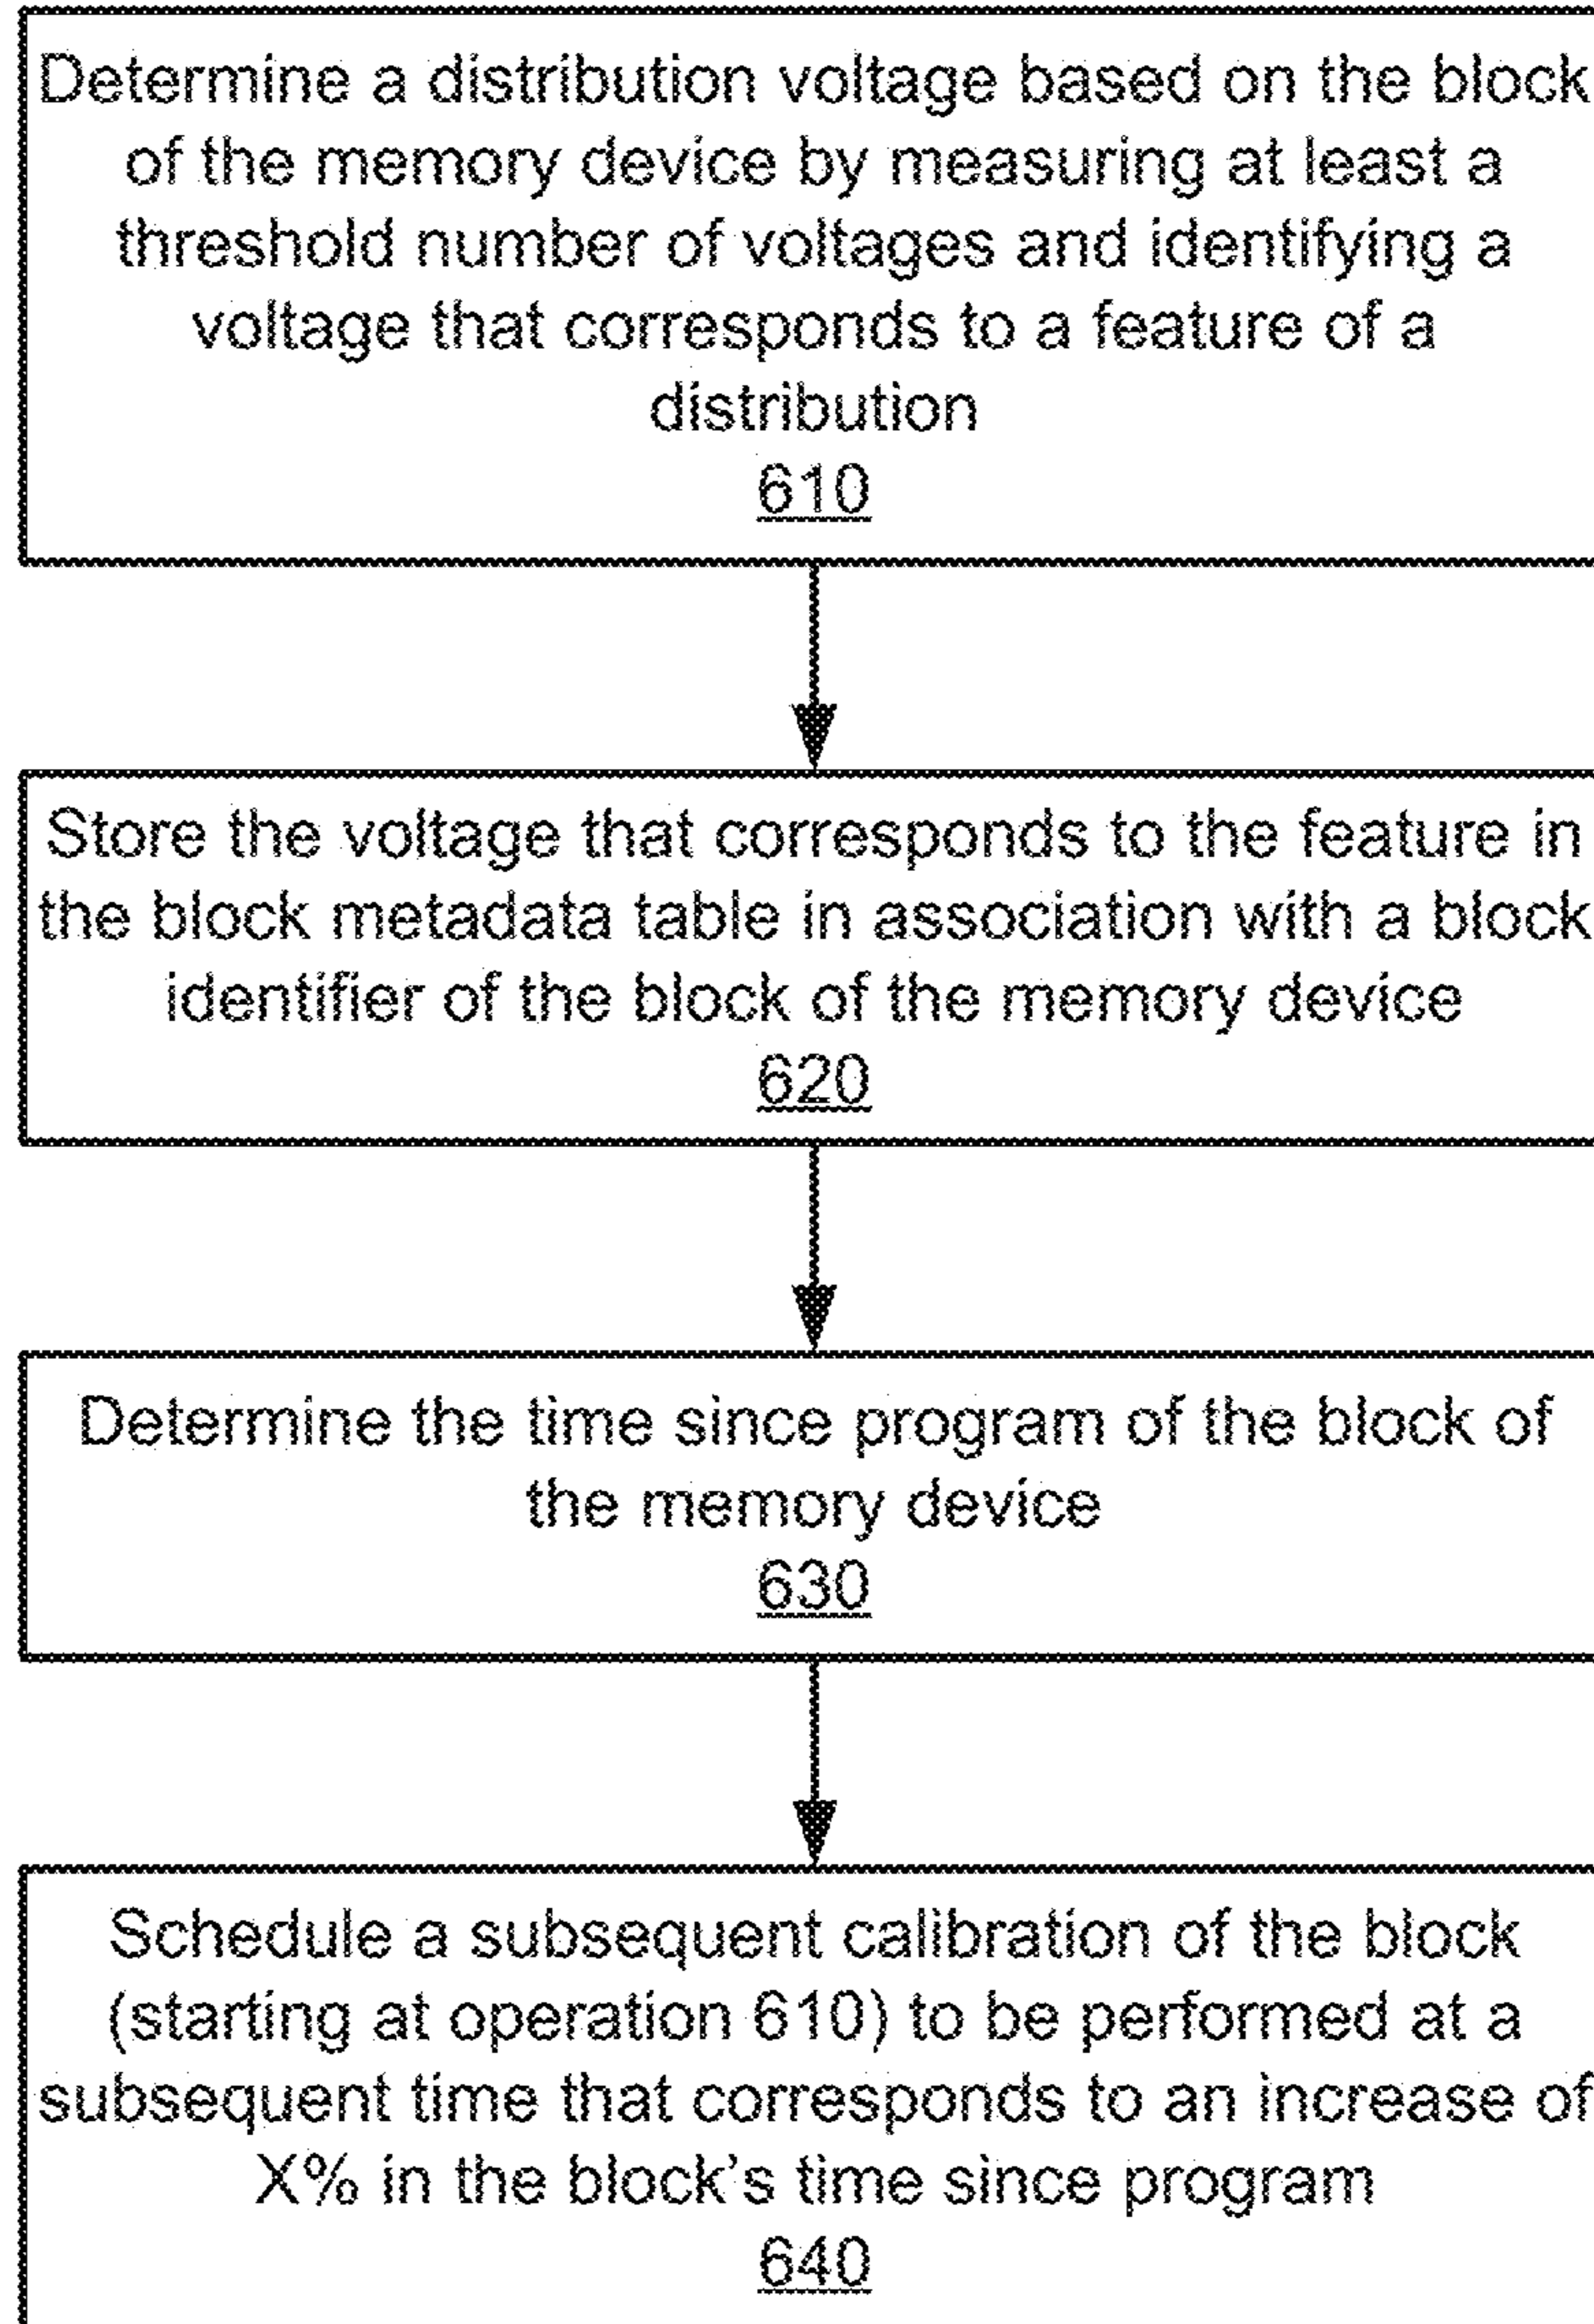 Determine a distribution voltage based on the block
of the memory device by measuring at least a
threshold number of voltages and identifying a
voltage that corresponds to a feature of a
distribution
610
Store the voltage that corresponds to the feature in
the block metadata table in association with a block
identifier of the block of the memory device
620
Determine the time since program of the block of
the memory device
630
Schedule a subsequent calibration of the block
(starting at operation 610) to be performed at a
subsequent time that corresponds to an increase of
X% in the block's time since program
640